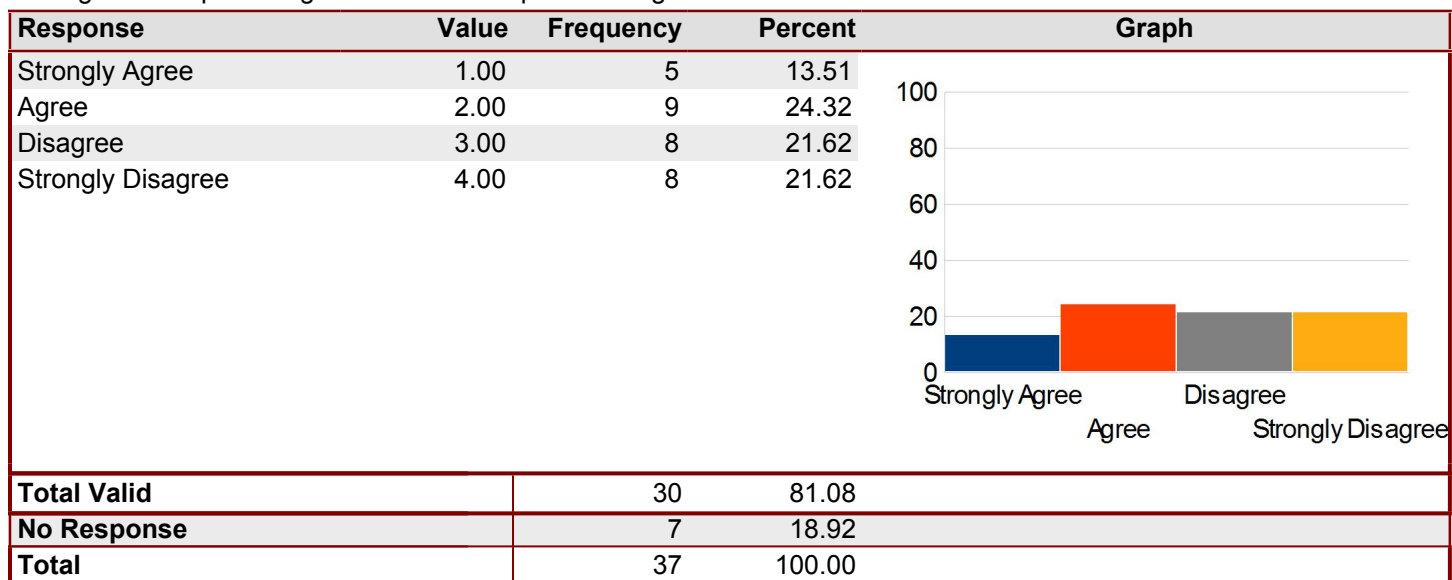 Response Value Frequency Percent Graph
Strongly Agree 1.00 5 13.51
Agree 2.00 9 24.32
Disagree 3.00 8 21.62
Strongly Disagree 4.00 8 21.62
100
80
60
40
20
0
Strongly Agree Disagree
Agree Strongly Disagree
Total Valid 30 81.08
No Response 7 18.92
Total 37 100.00